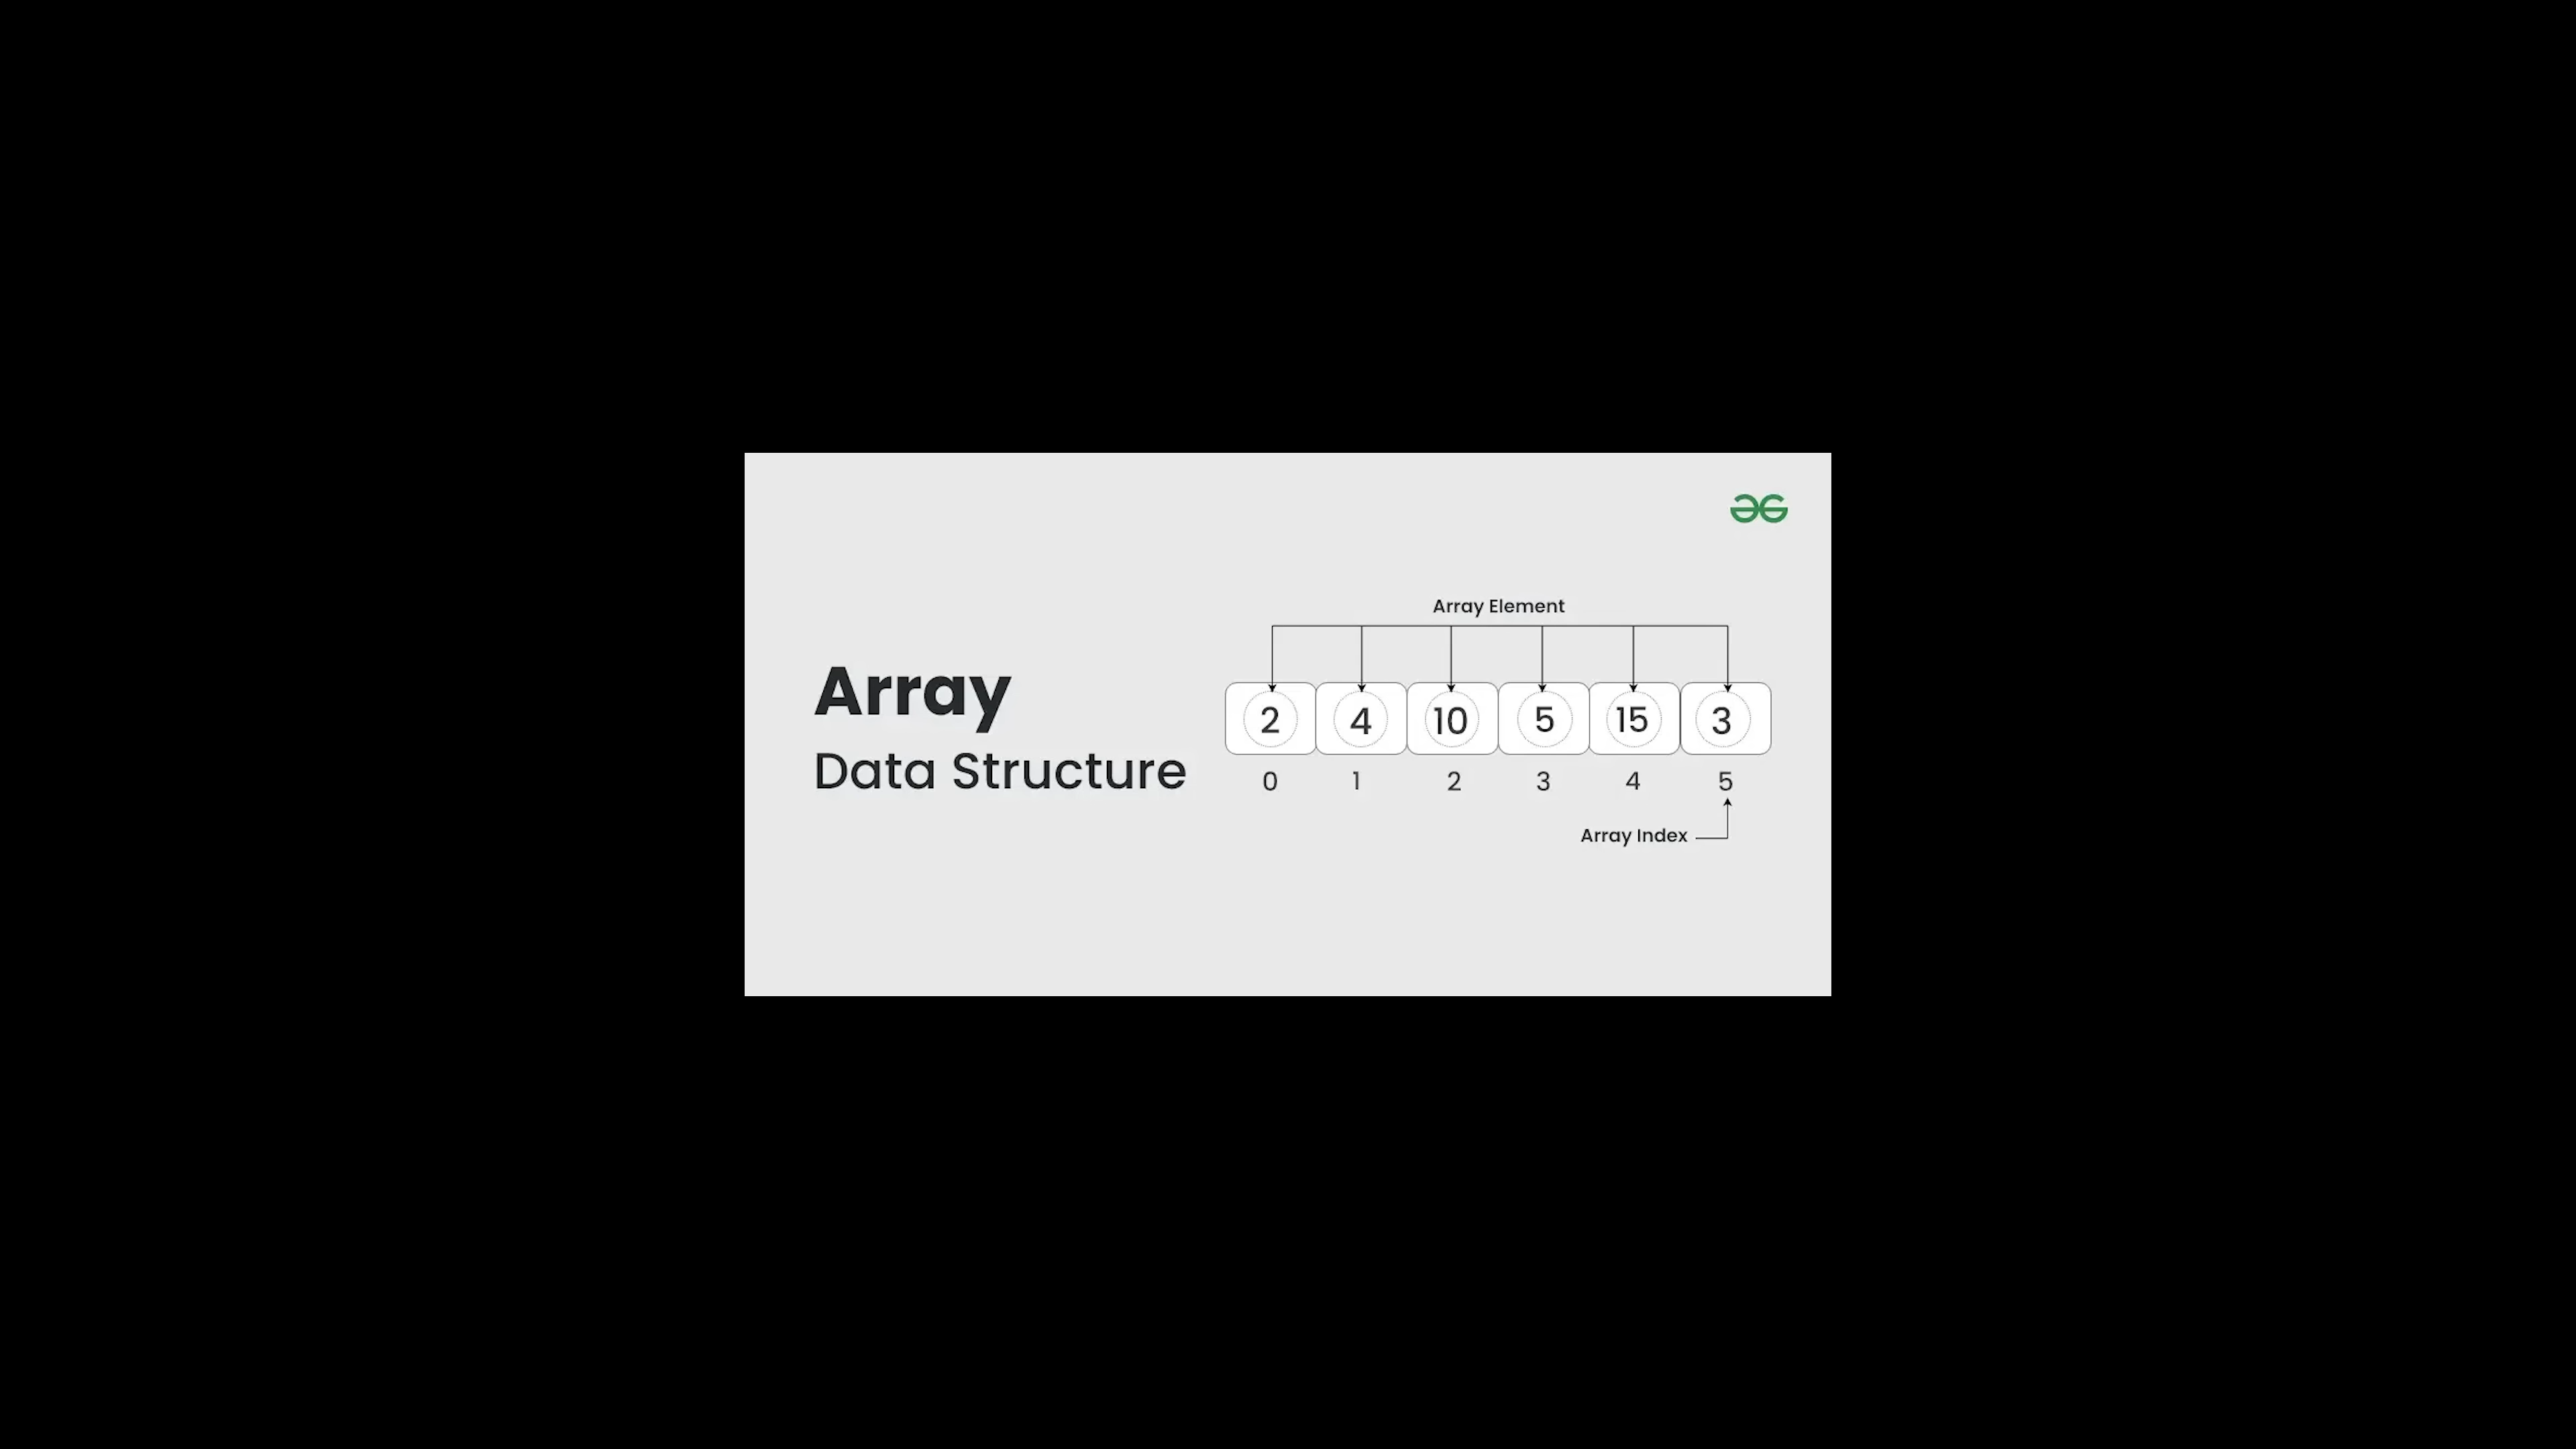 Array
Data Structure
Array Element
2 4 10 5 15 3
0 1 2 3 4 5
Array Index